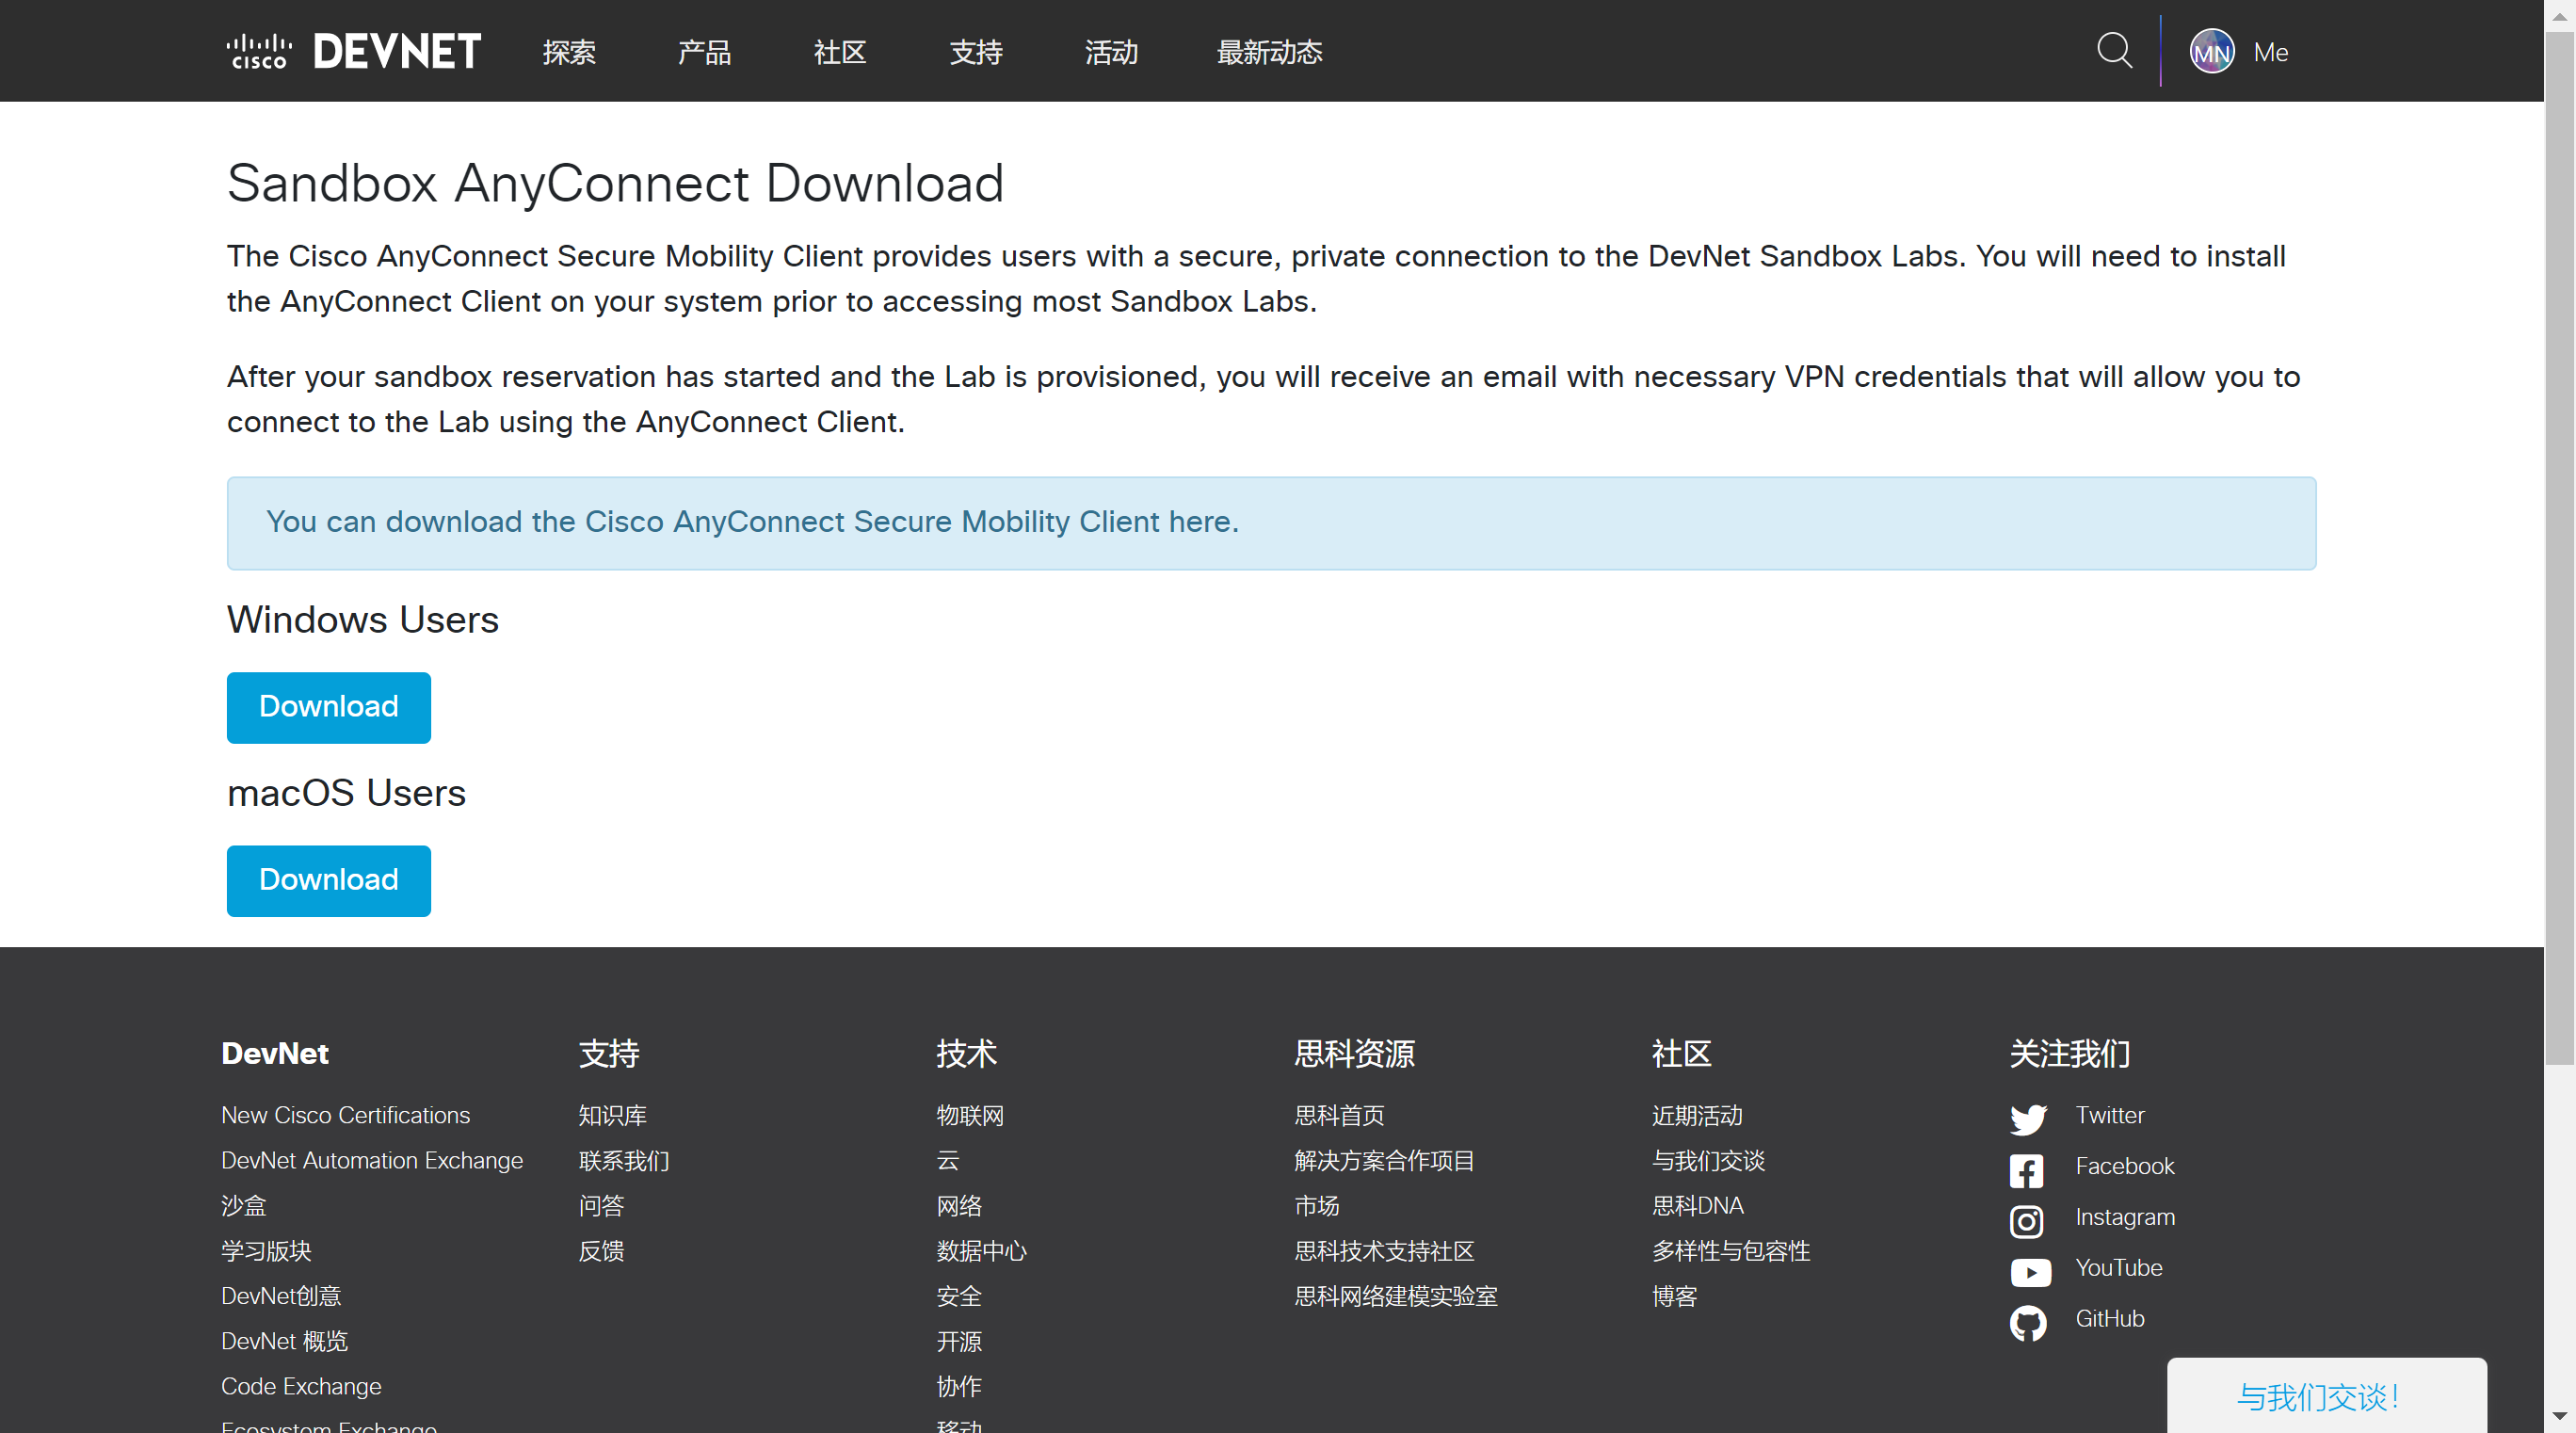 CISCO DEVNET 探索 产品 社区 支持 活动 最新动态 MN Me
Sandbox AnyConnect Download
The Cisco AnyConnect Secure Mobility Client provides users with a secure, private connection to the DevNet Sandbox Labs. You will need to install
the AnyConnect Client on your system prior to accessing most Sandbox Labs.
After your sandbox reservation has started and the Lab is provisioned, you will receive an email with necessary VPN credentials that will allow you to
connect to the Lab using the AnyConnect Client.
You can download the Cisco AnyConnect Secure Mobility Client here.
Windows Users
Download
macOS Users
Download
DevNet
New Cisco Certifications
DevNet Automation Exchange
沙盒
学习版块
DevNet创意
DevNet 概览
Code Exchange
Ecosystem Exchange
支持
知识库
联系我们
问答
反馈
技术
物联网
云
网络
数据中心
安全
开源
协作
移动
思科资源
思科首页
解决方案合作项目
市场
思科技术支持社区
思科网络建模实验室
社区
近期活动
与我们交谈
思科DNA
多样性与包容性
博客
关注我们
Twitter
Facebook
Instagram
YouTube
GitHub
与我们交谈!